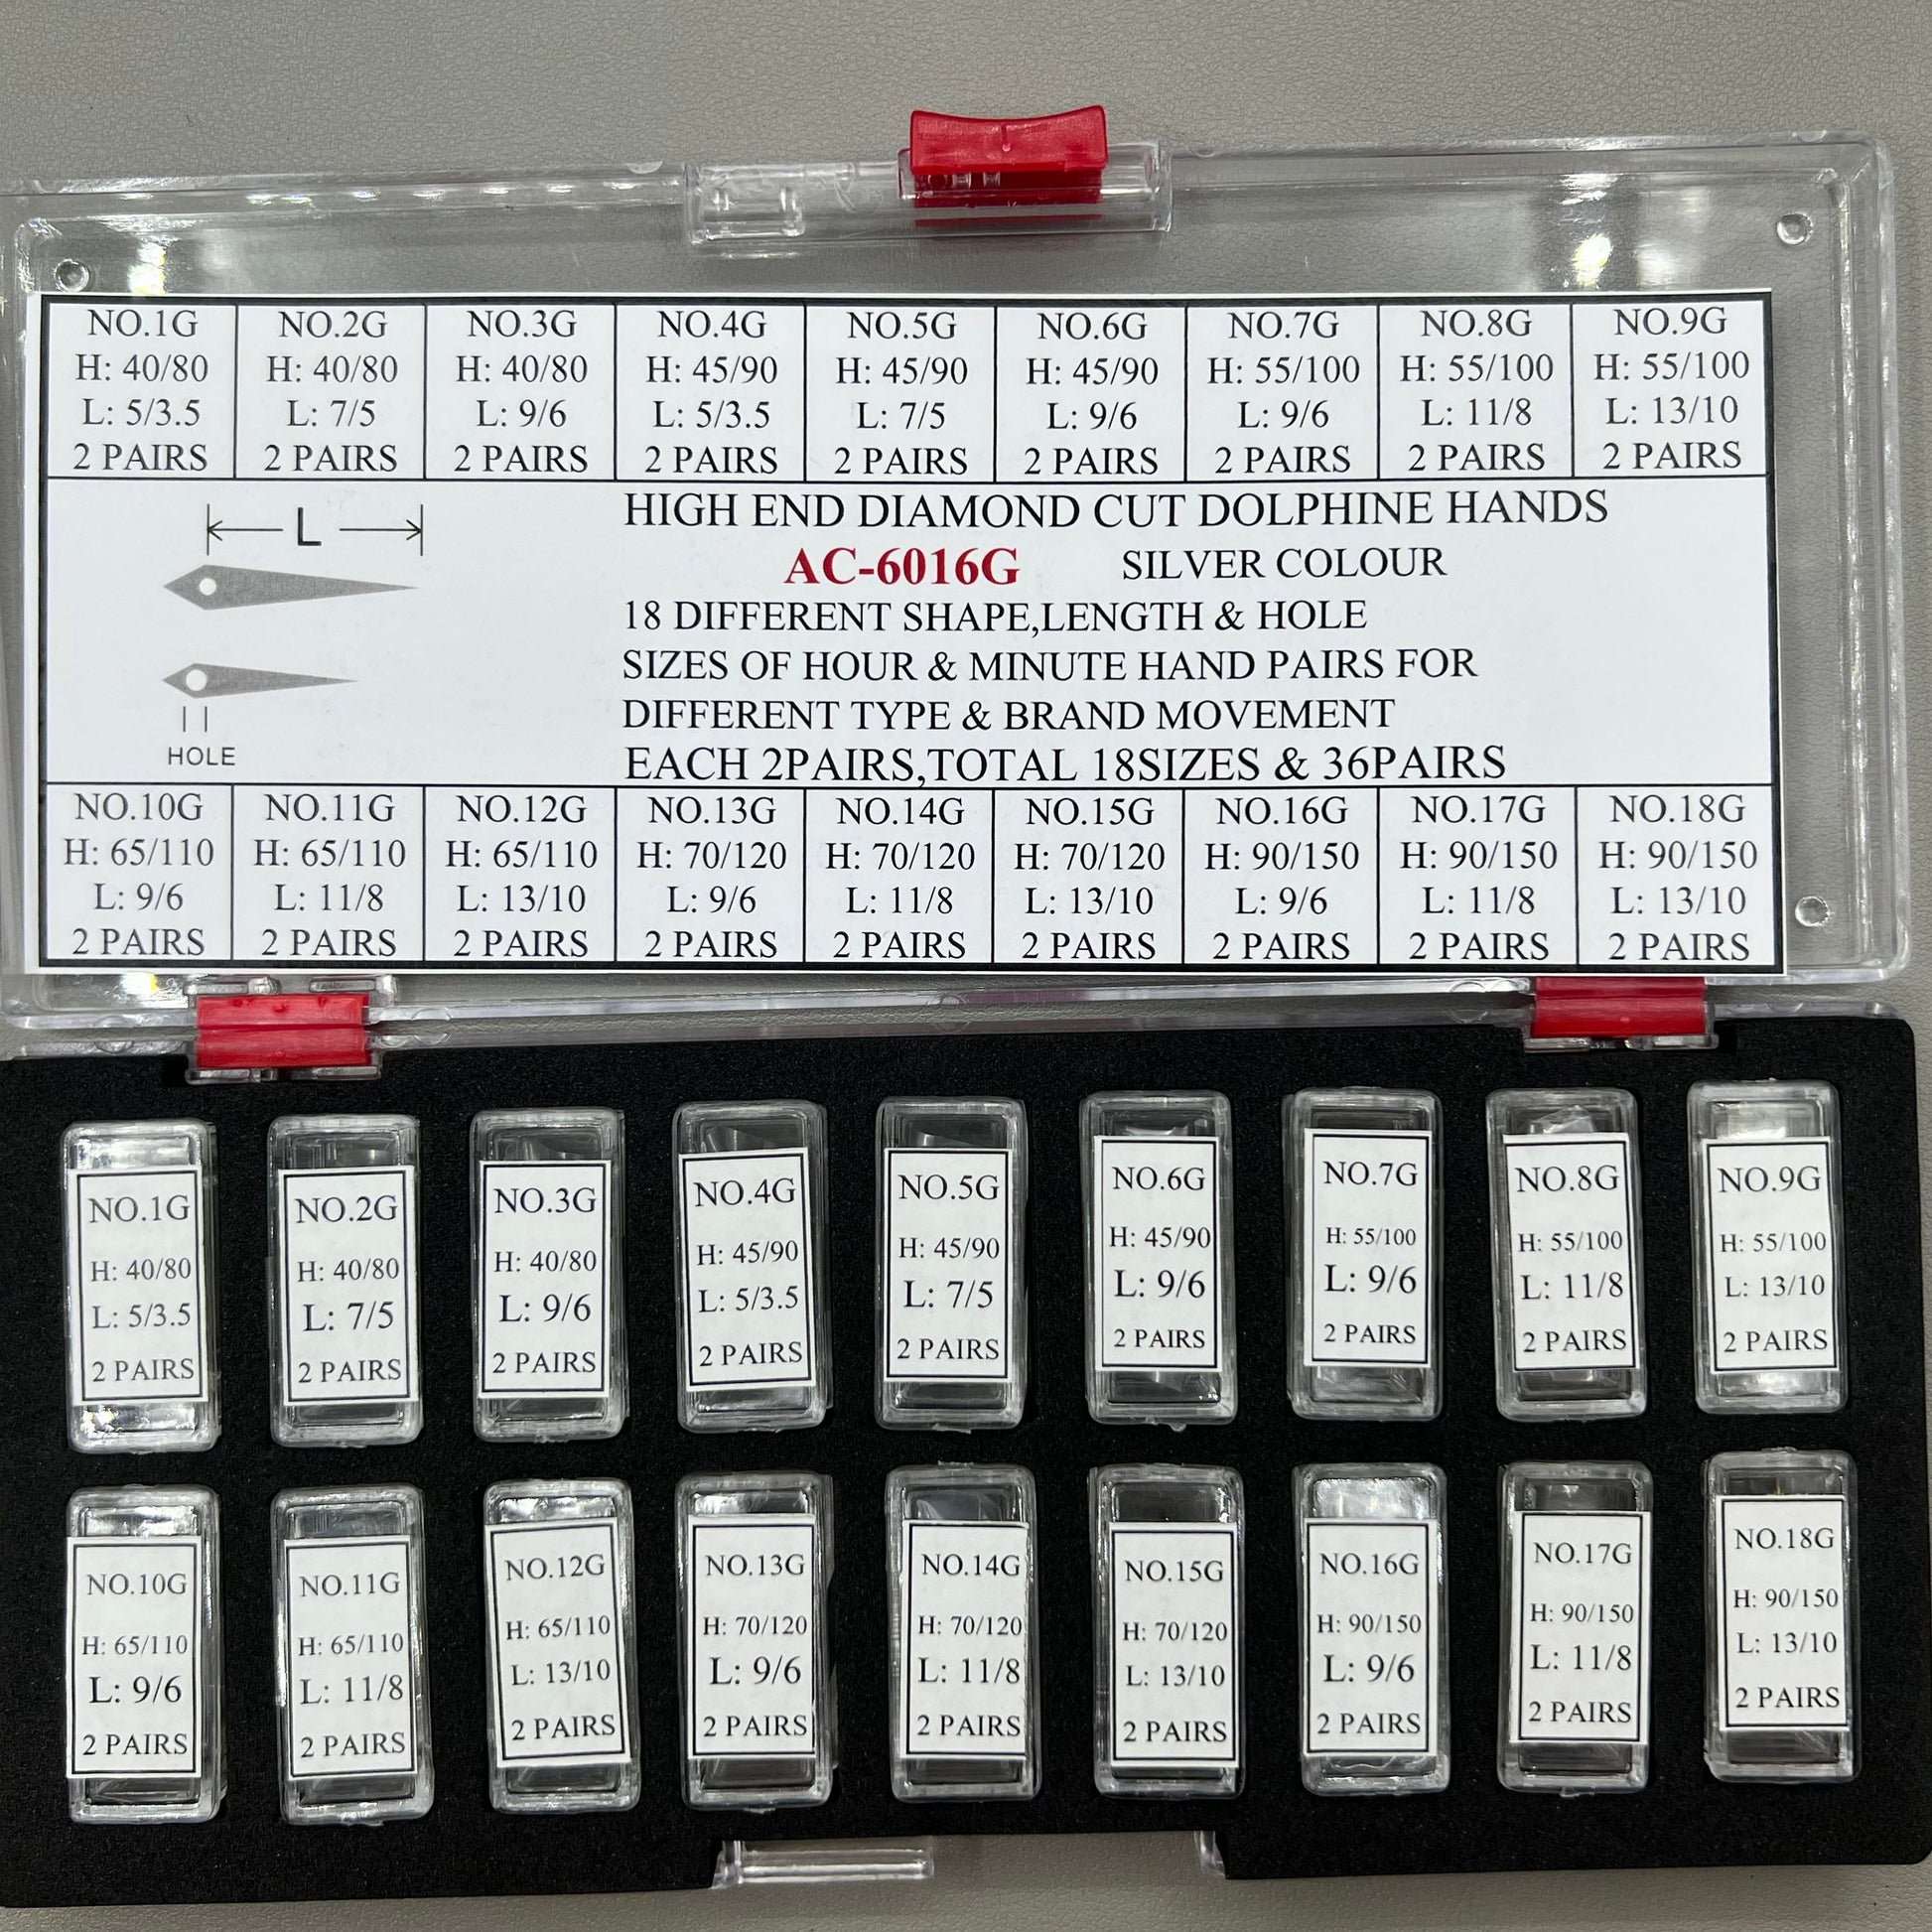 NO.1G
H: 40/80
L: 5/3.5
2 PAIRS
NO.2G
H: 40/80
L: 7/5
2 PAIRS
NO.3G
H: 40/80
L: 9/6
2 PAIRS
NO.4G
H: 45/90
L: 5/3.5
2 PAIRS
NO.5G
H: 45/90
L: 7/5
2 PAIRS
NO.6G
H: 45/90
L: 9/6
2 PAIRS
NO.7G
H: 55/100
L: 9/6
2 PAIRS
NO.8G
H: 55/100
L: 11/8
2 PAIRS
NO.9G
H: 55/100
L: 13/10
2 PAIRS
L
HOLE
HIGH END DIAMOND CUT DOLPHINE HANDS
AC-6016G SILVER COLOUR
18 DIFFERENT SHAPE,LENGTH & HOLE
SIZES OF HOUR & MINUTE HAND PAIRS FOR
DIFFERENT TYPE & BRAND MOVEMENT
EACH 2PAIRS,TOTAL 18SIZES & 36PAIRS
NO.10G
H: 65/110
L: 9/6
2 PAIRS
NO.11G
H: 65/110
L: 11/8
2 PAIRS
NO.12G
H: 65/110
L: 13/10
2 PAIRS
NO.13G
H: 70/120
L: 9/6
2 PAIRS
NO.14G
H: 70/120
L: 11/8
2 PAIRS
NO.15G
H: 70/120
L: 13/10
2 PAIRS
NO.16G
H: 90/150
L: 9/6
2 PAIRS
NO.17G
H: 90/150
L: 11/8
2 PAIRS
NO.18G
H: 90/150
L: 13/10
2 PAIRS
NO.1G
H: 40/80
L: 5/3.5
2 PAIRS
NO.2G
H: 40/80
L: 7/5
2 PAIRS
NO.3G
H: 40/80
L: 9/6
2 PAIRS
NO.4G
H: 45/90
L: 5/3.5
2 PAIRS
NO.5G
H: 45/90
L: 7/5
2 PAIRS
NO.6G
H: 45/90
L: 9/6
2 PAIRS
NO.7G
H: 55/100
L: 9/6
2 PAIRS
NO.8G
H: 55/100
L: 11/8
2 PAIRS
NO.9G
H: 55/100
L: 13/10
2 PAIRS
NO.10G
H: 65/110
L: 9/6
2 PAIRS
NO.11G
H: 65/110
L: 11/8
2 PAIRS
NO.12G
H: 65/110
L: 13/10
2 PAIRS
NO.13G
H: 70/120
L: 9/6
2 PAIRS
NO.14G
H: 70/120
L: 11/8
2 PAIRS
NO.15G
H: 70/120
L: 13/10
2 PAIRS
NO.16G
H: 90/150
L: 9/6
2 PAIRS
NO.17G
H: 90/150
L: 11/8
2 PAIRS
NO.18G
H: 90/150
L: 13/10
2 PAIRS